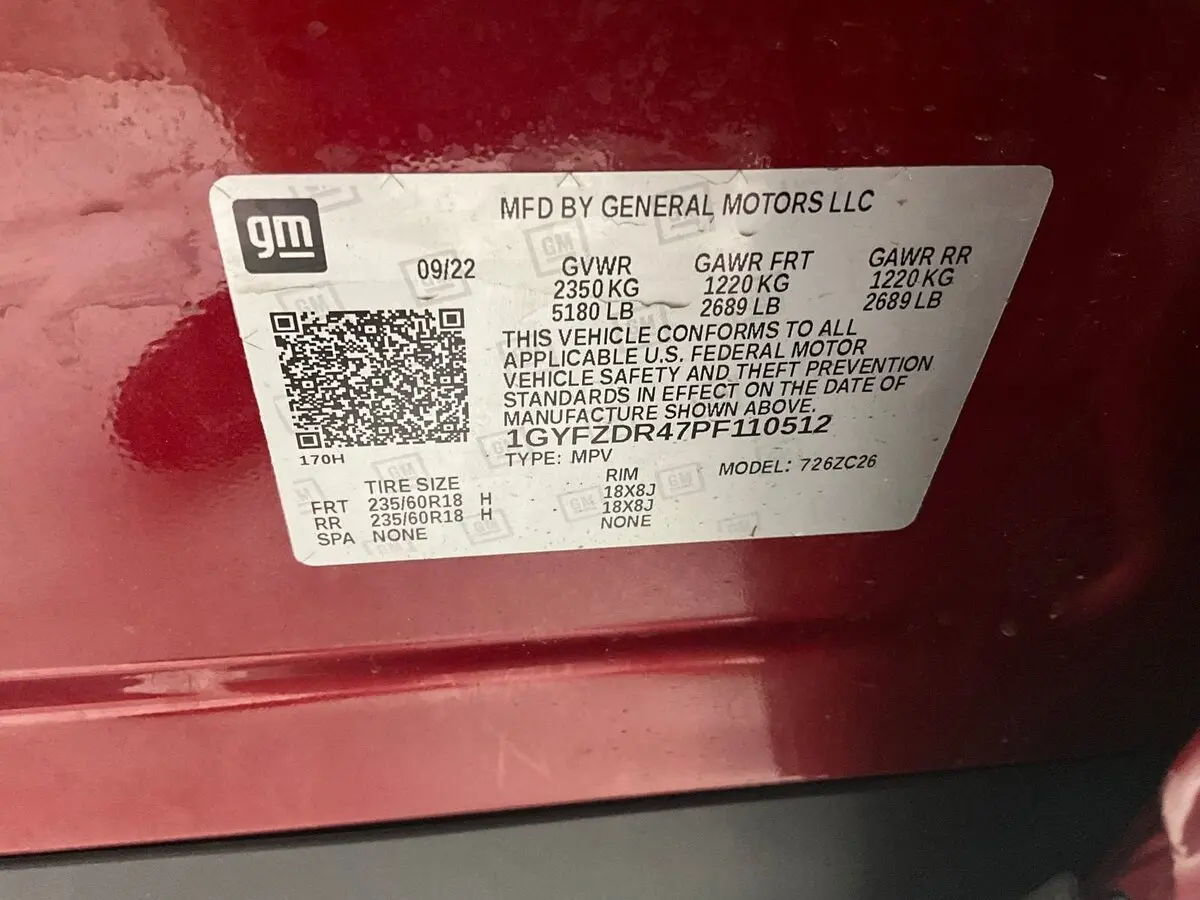 gm
MFD BY GENERAL MOTORS LLC
09/22 GVWR GAWR FRT GAWR RR
2350 KG 1220 KG 1220 KG
5180 LB 2689 LB 2689 LB
THIS VEHICLE CONFORMS TO ALL
APPLICABLE U.S. FEDERAL MOTOR
VEHICLE SAFETY AND THEFT PREVENTION
STANDARDS IN EFFECT ON THE DATE OF
MANUFACTURE SHOWN ABOVE.
1GYFZDR47PF110512
170H
TYPE: MPV MODEL: 726ZC26
TIRE SIZE RIM
FRT 235/60R18 H 18X8J
RR 235/60R18 H 18X8J
SPA NONE NONE